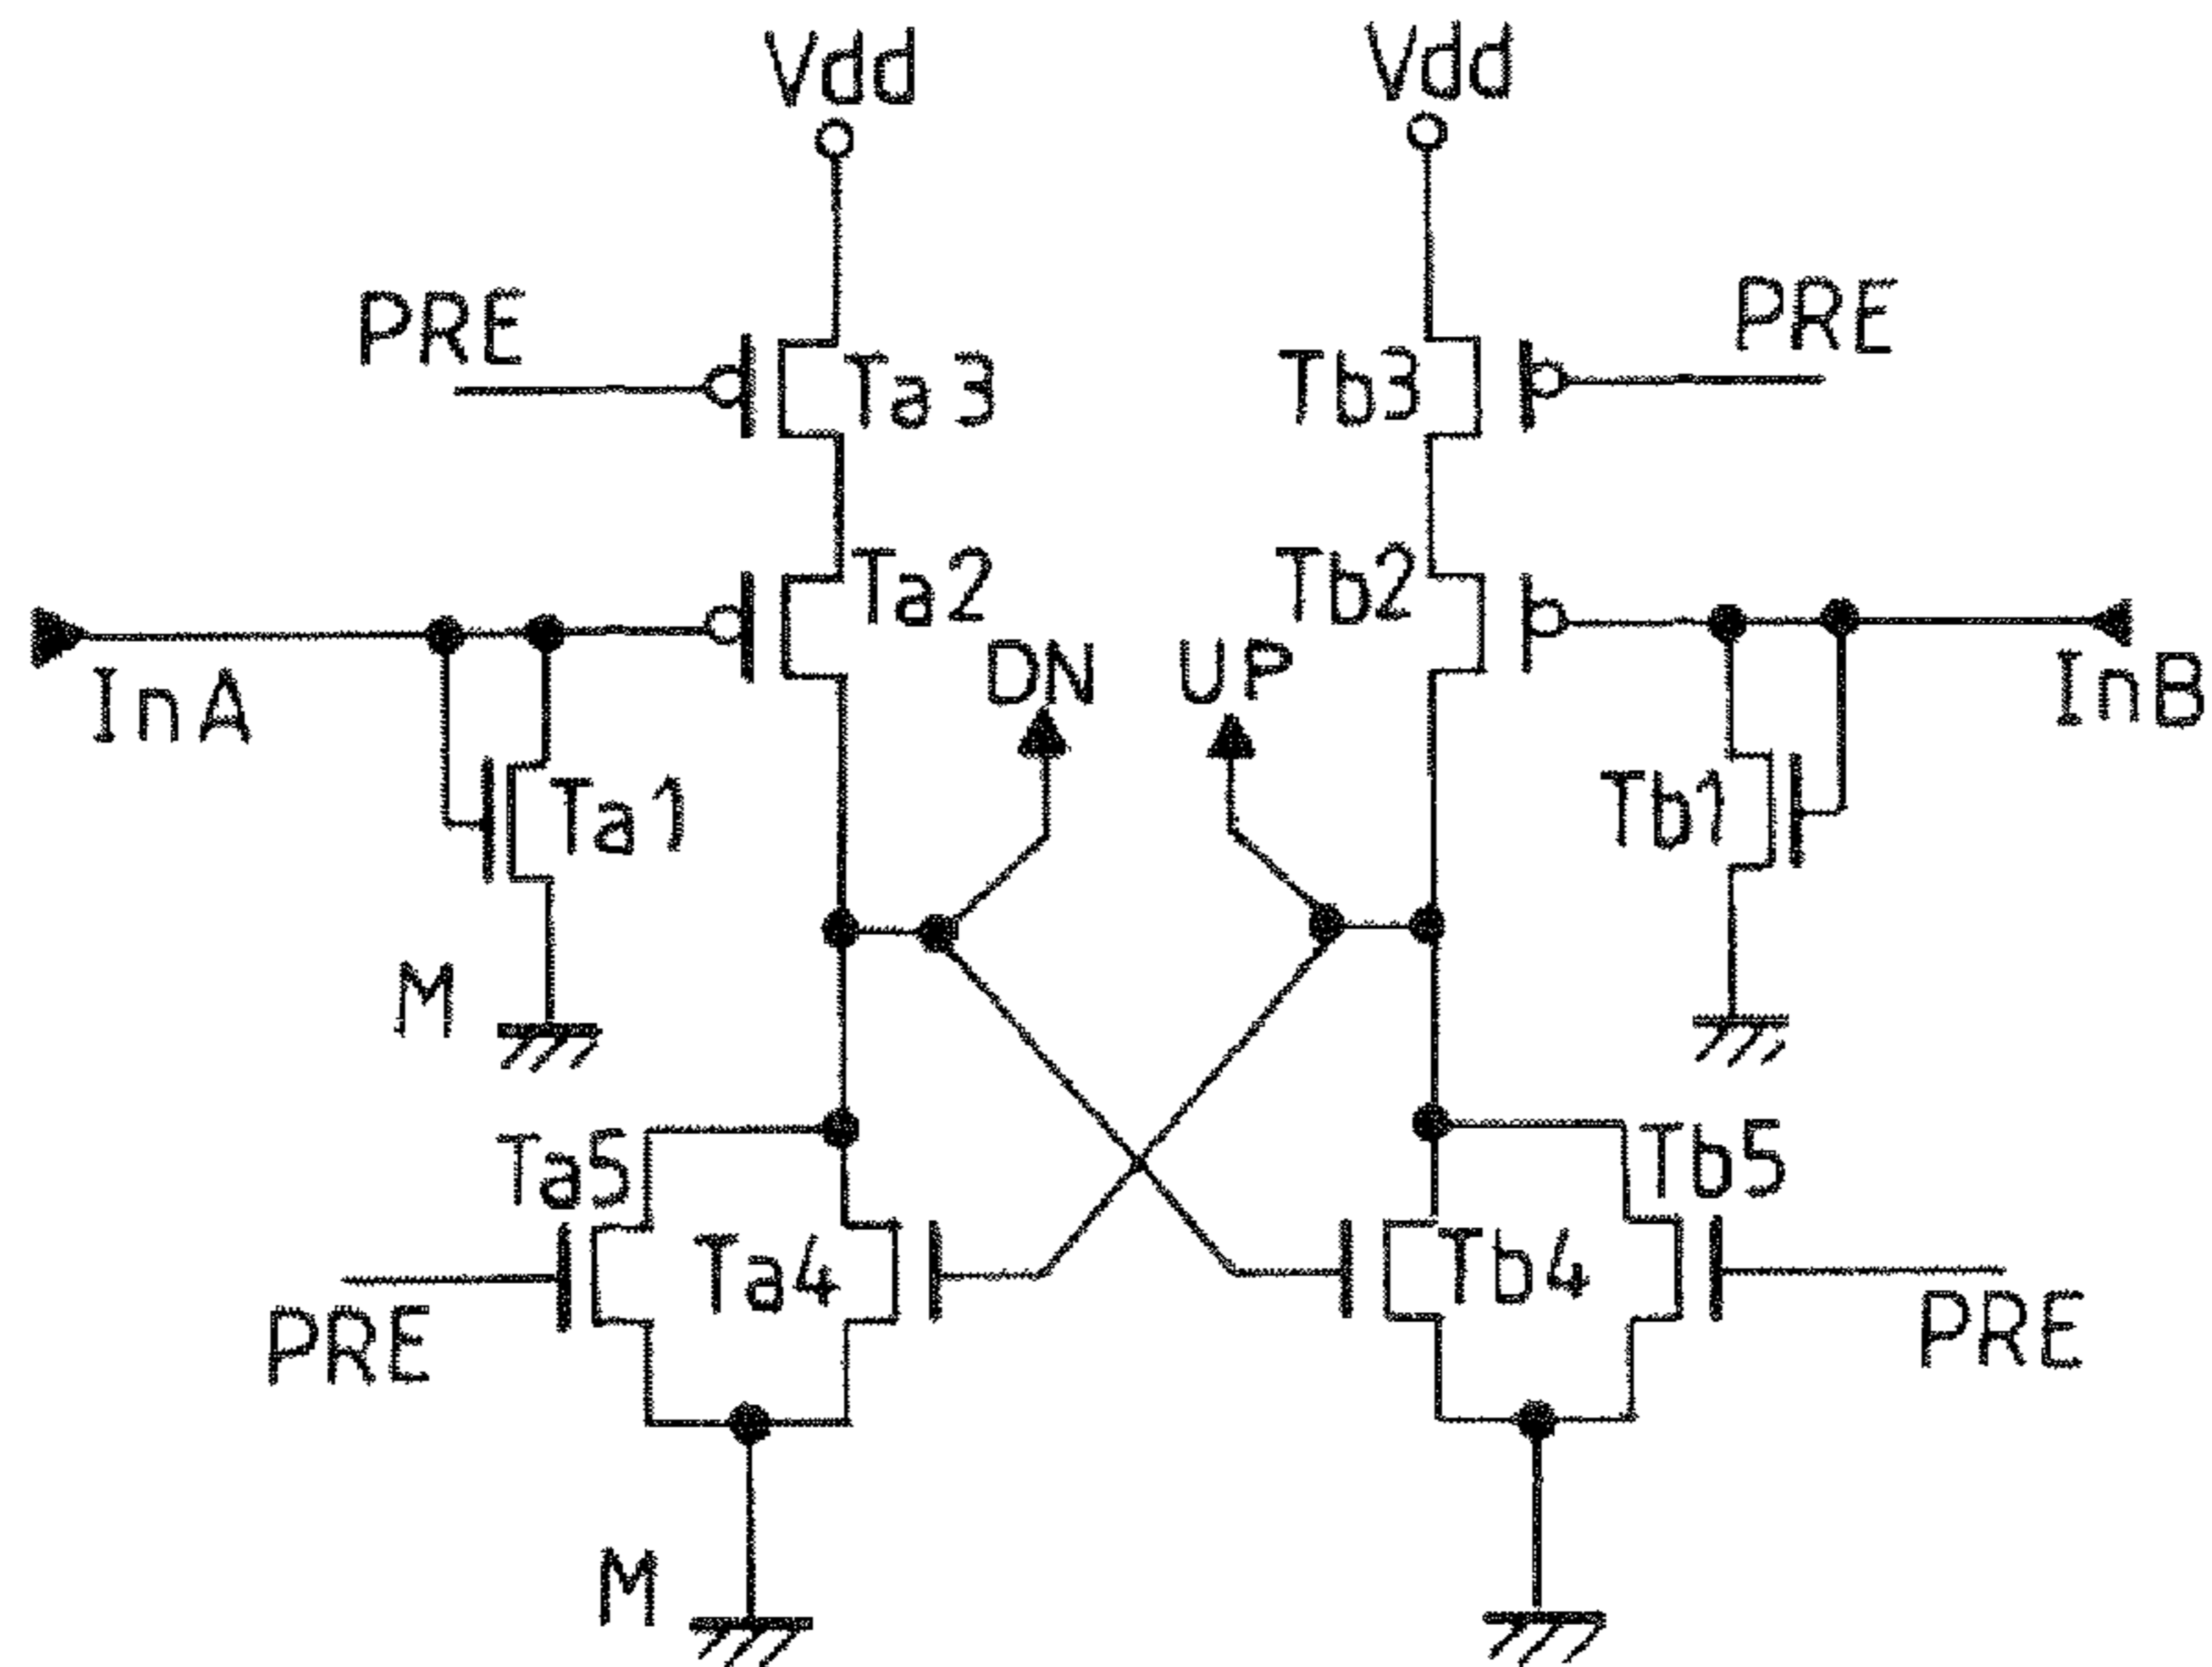 Vdd
Vdd
PRE
PRE
Ta3
Tb3
Ta2
Tb2
DN
UP
InA
InB
Ta1
Tb1
M
Ta5
Tb5
Ta4
Tb4
PRE
PRE
M